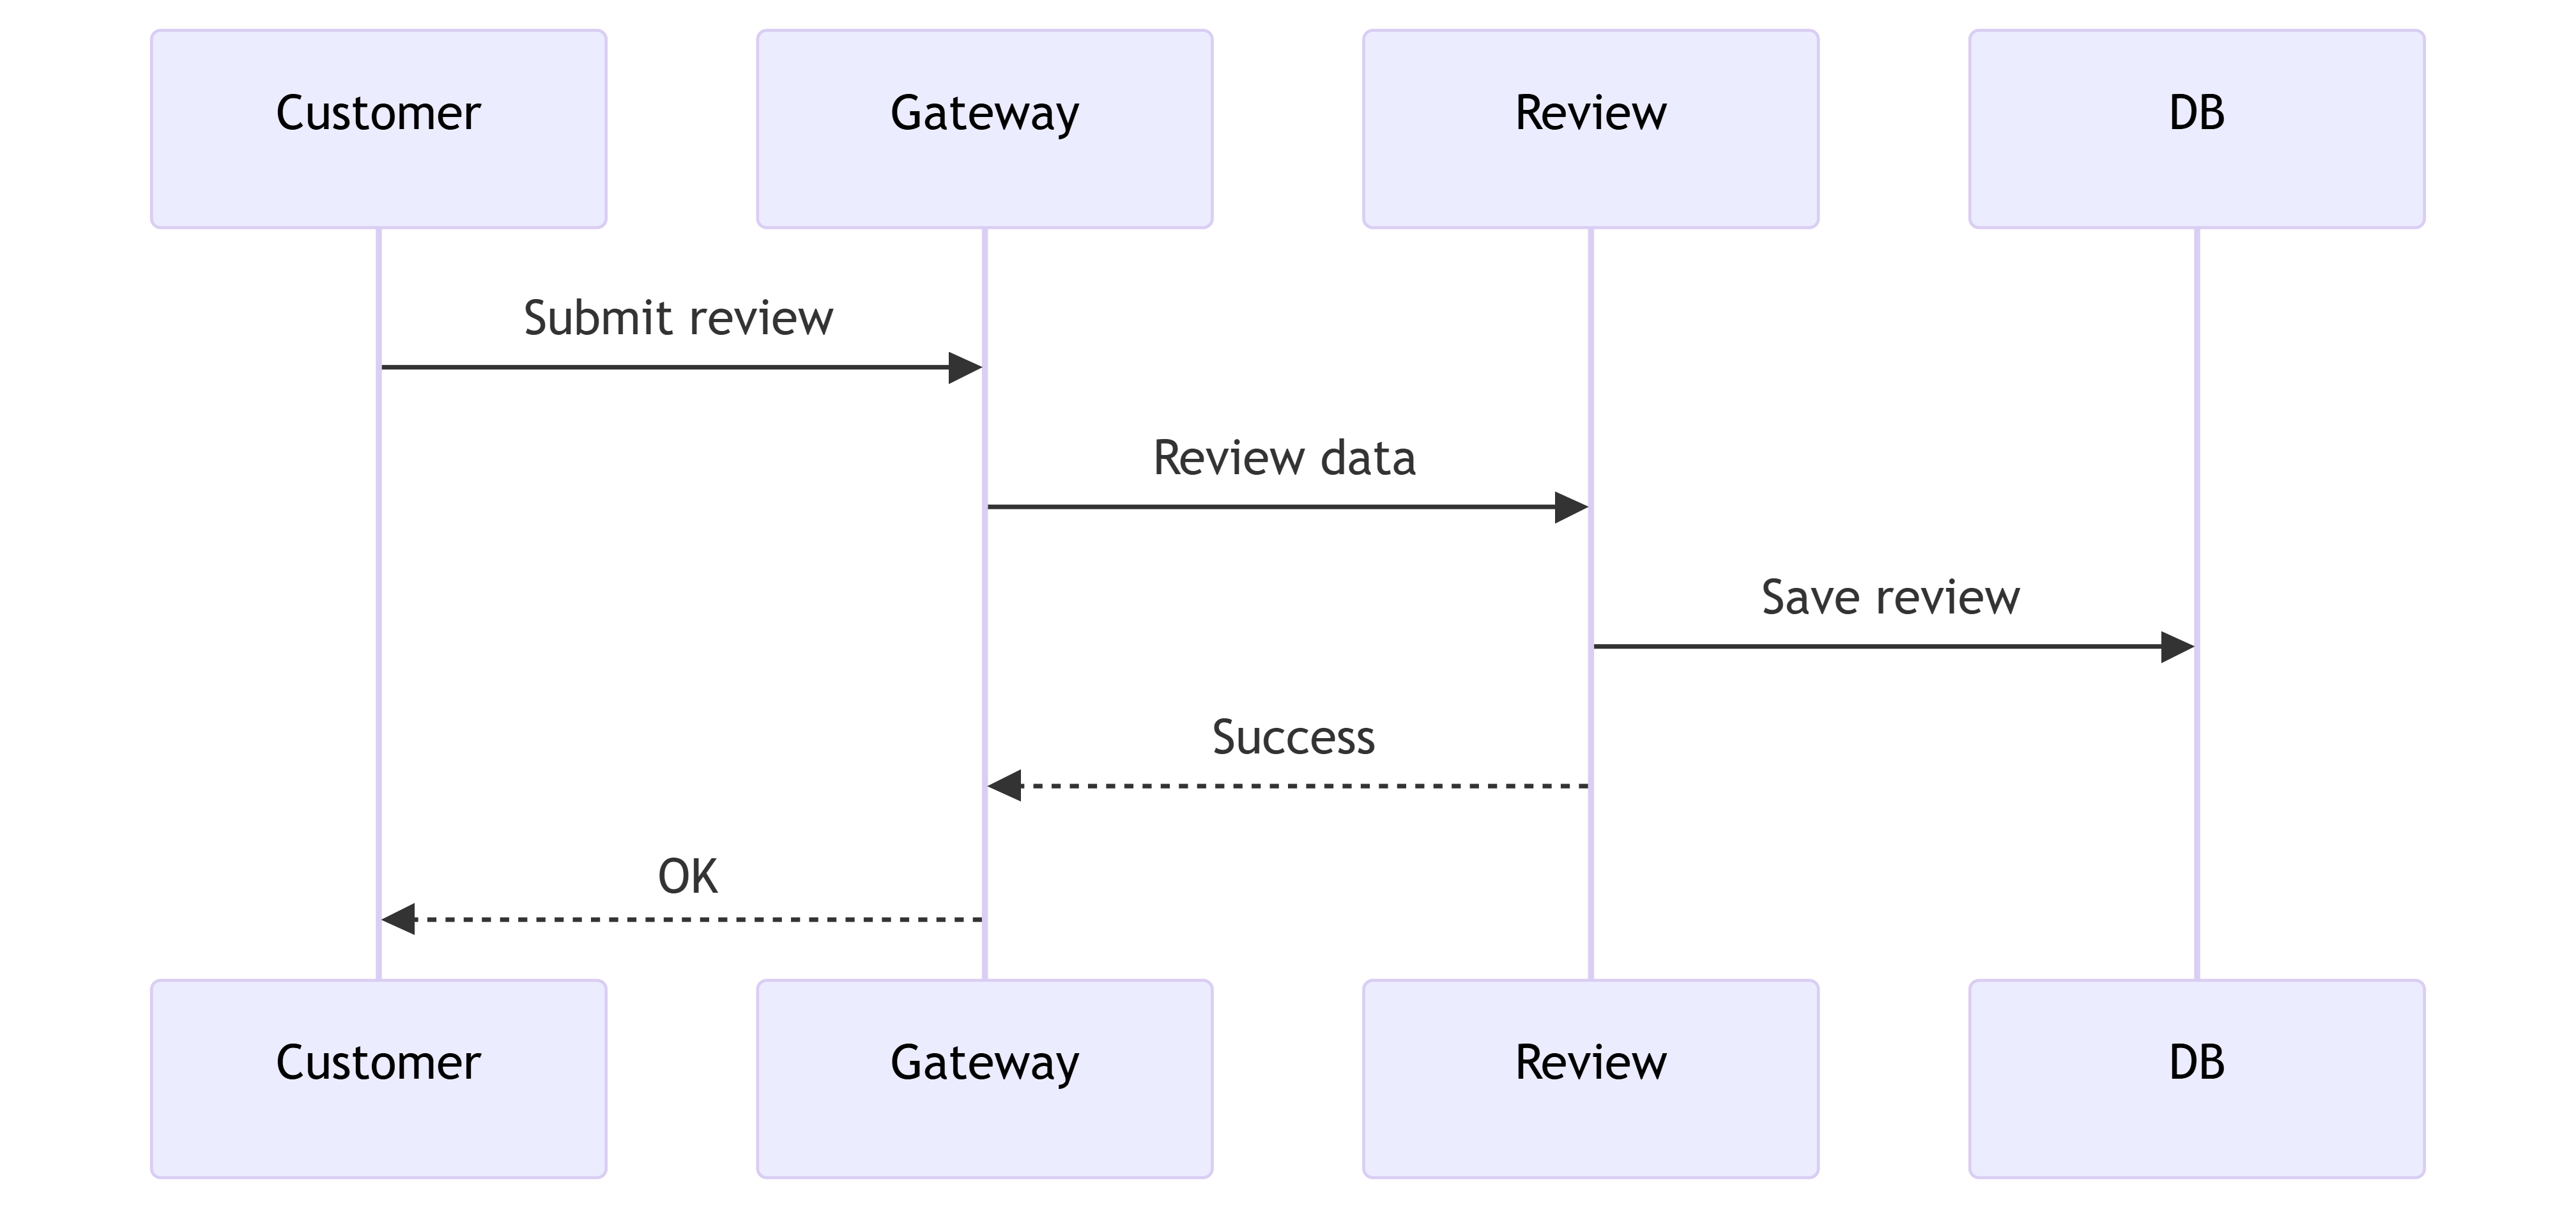 Customer
Gateway
Review
DB
Submit review
Review data
Save review
Success
OK
Customer
Gateway
Review
DB